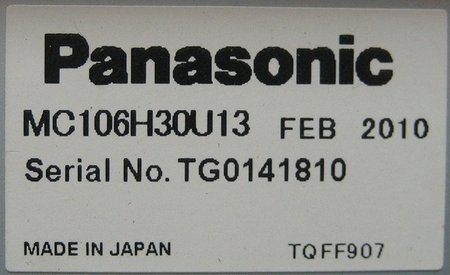 Panasonic
MC106H30U13 FEB 2010
Serial No. TG0141810
MADE IN JAPAN TQFF907